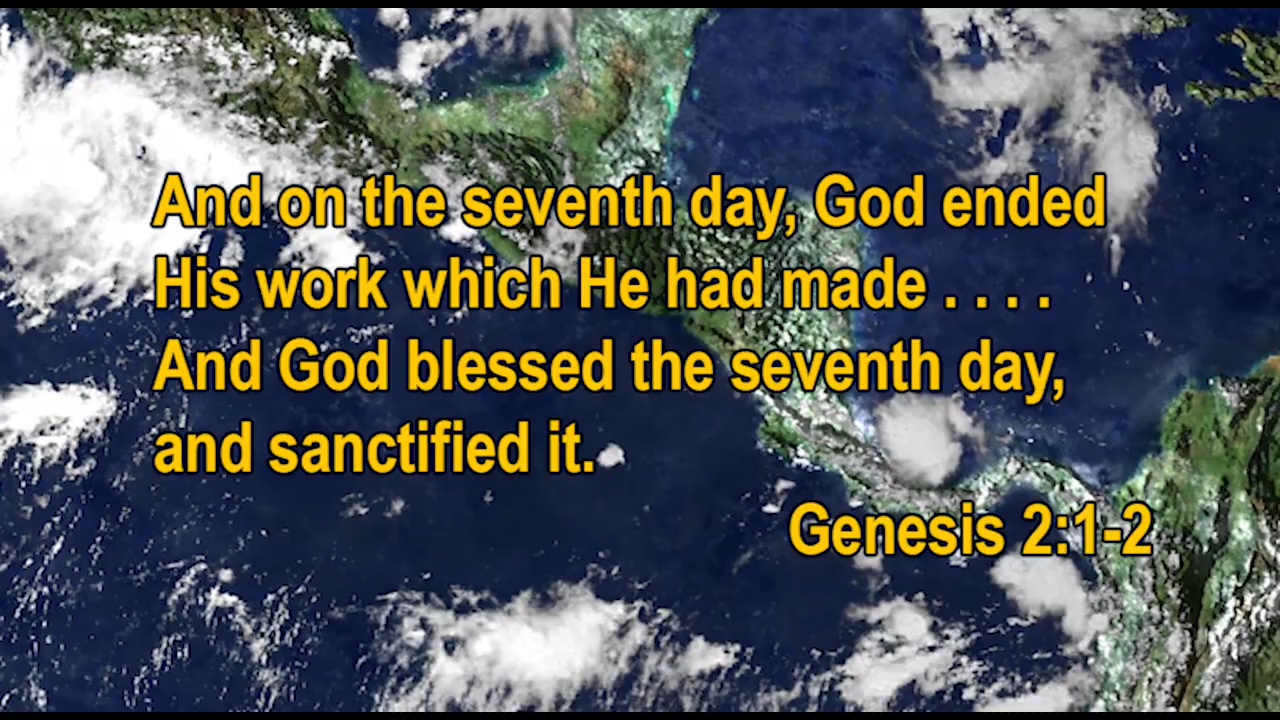 And on the seventh day, God ended
His work which He had made . . . .
And God blessed the seventh day,
and sanctified it.
Genesis 2:1-2